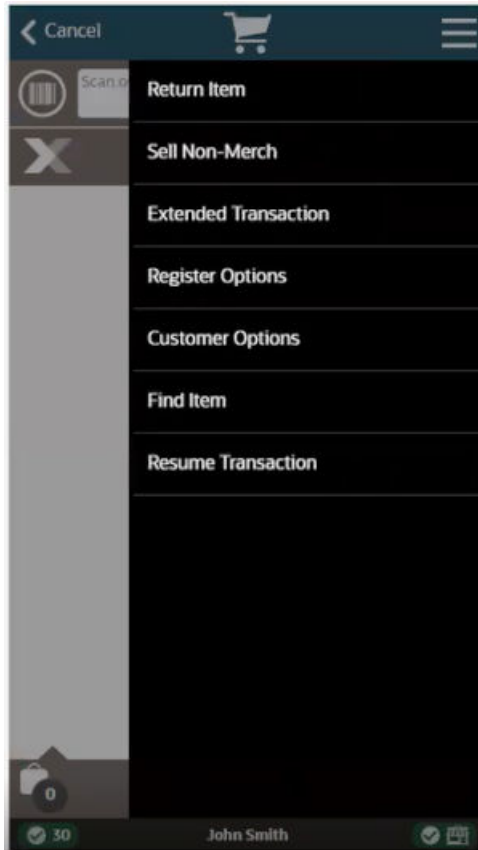 Cancel
Scan o
Return Item
Sell Non-Merch
Extended Transaction
Register Options
Customer Options
Find Item
Resume Transaction
0
30 John Smith